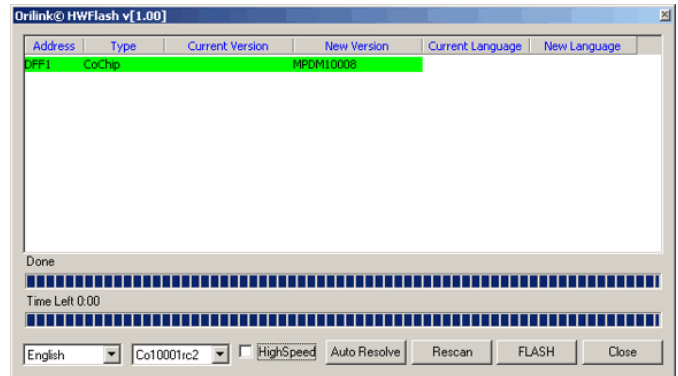 Orilink© HWFlash v[1.00]
Address Type Current Version New Version Current Language New Language
DFF1 CoChip MPDM10008
Done
Time Left 0:00
English Co10001rc2 HighSpeed Auto Resolve Rescan FLASH Close